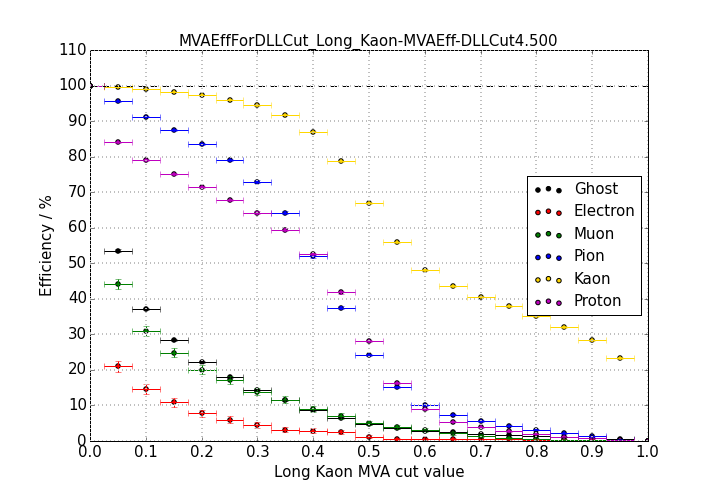 MVAEffForDLLCut_Long_Kaon-MVAEff-DLLCut4.500
110
100
90
80
70
60
50
40
30
20
10
0
Efficiency / %
Ghost
Electron
Muon
Pion
Kaon
Proton
0.0 0.1 0.2 0.3 0.4 0.5 0.6 0.7 0.8 0.9 1.0
Long Kaon MVA cut value